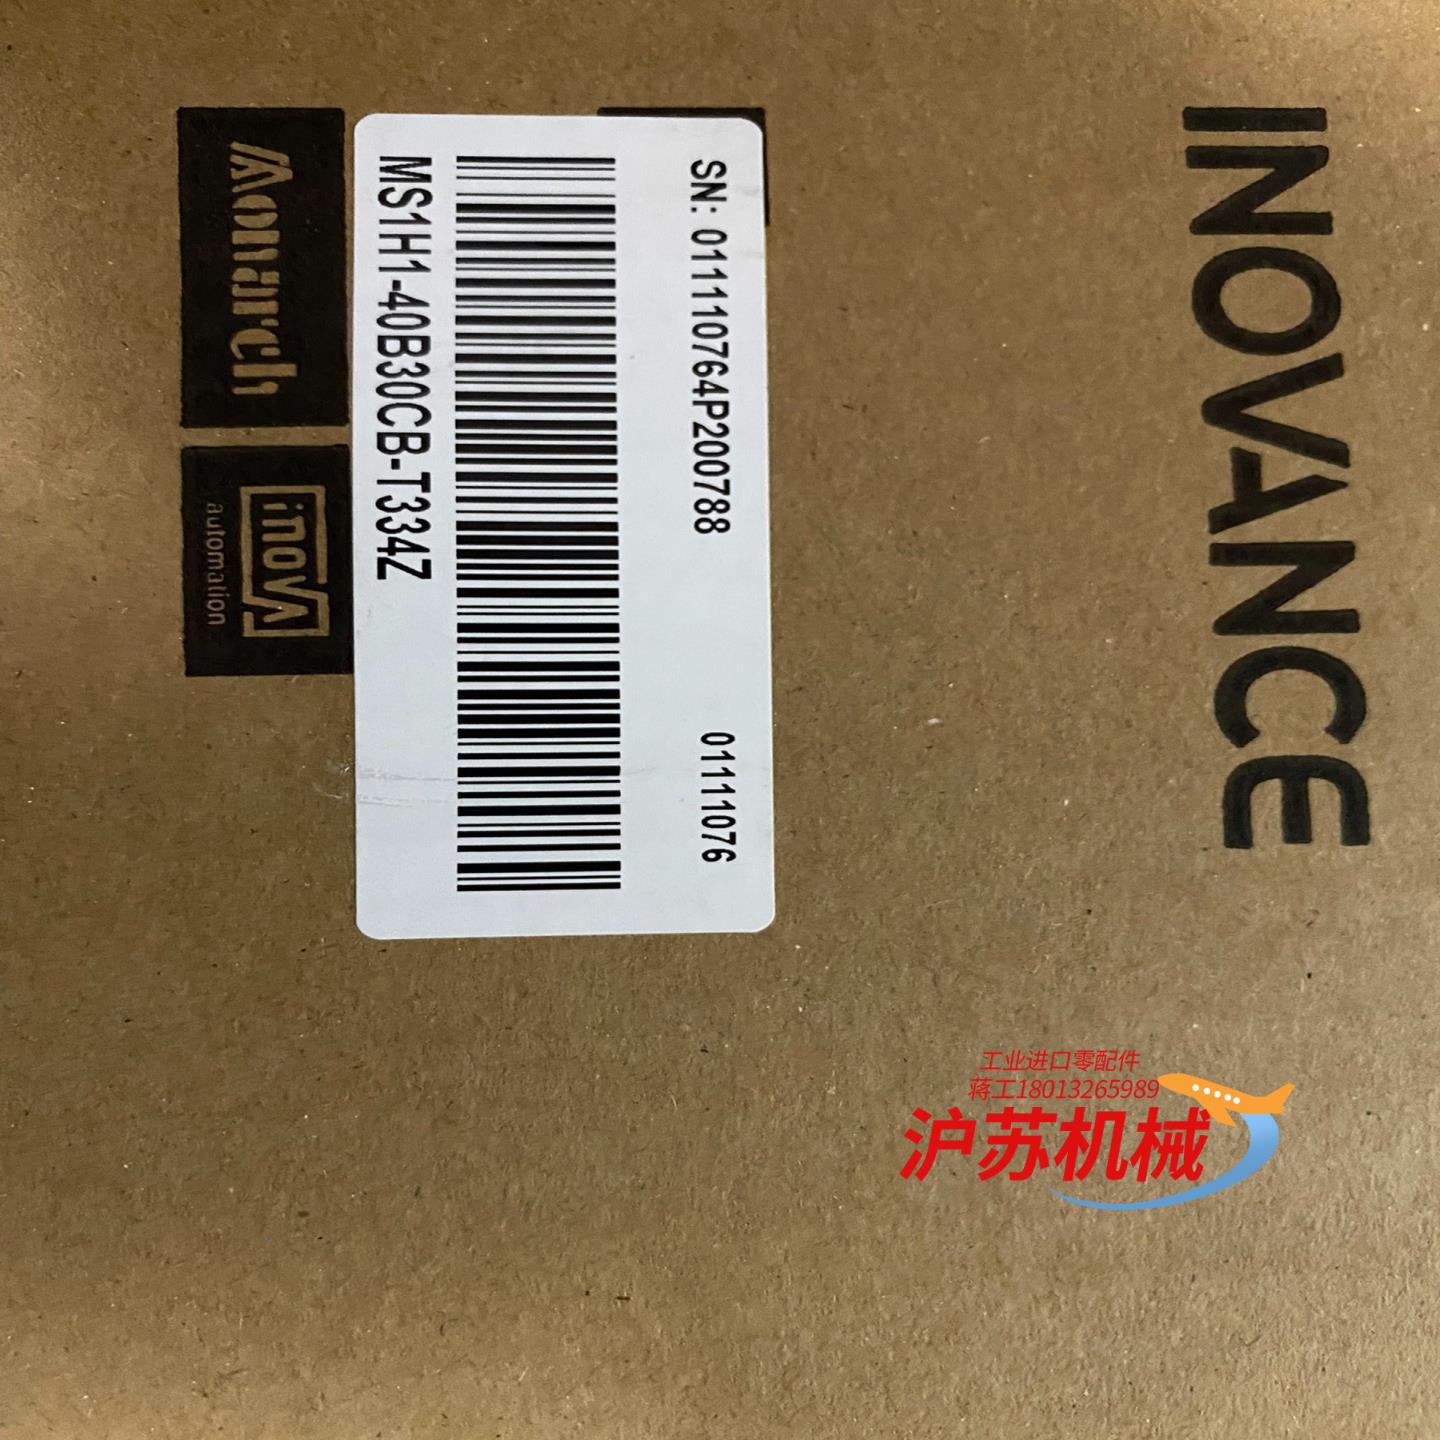 INOVANCE
SN: 011110764P200788
01111076
MS1H1-40B30CB-T334Z
Monarch
inovA
automation
工业进口零配件
蒋工18013265989
沪苏机械